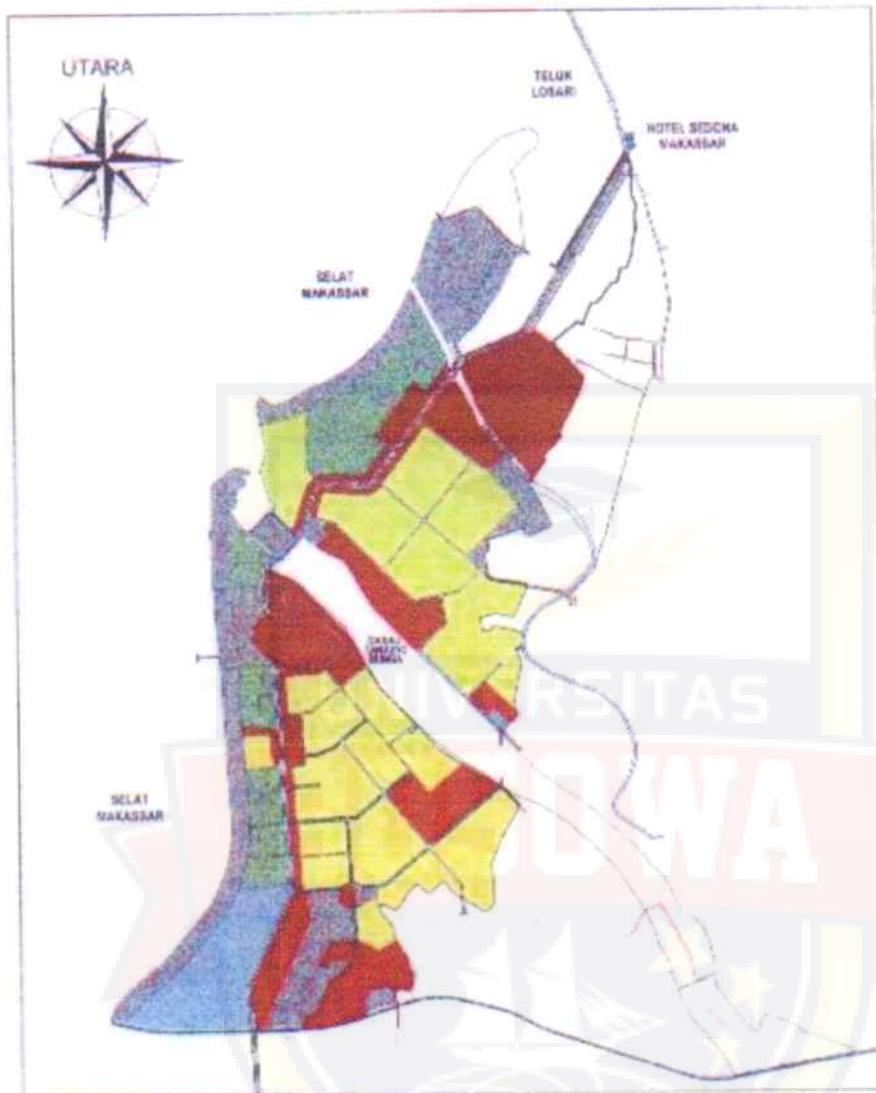 UTARA
TELUK
LOSARI
HOTEL SEDONA
MAKASSAR
SELAT
MAKASSAR
SELAT
MAKASSAR
UNIVERSITAS
BOSOWA